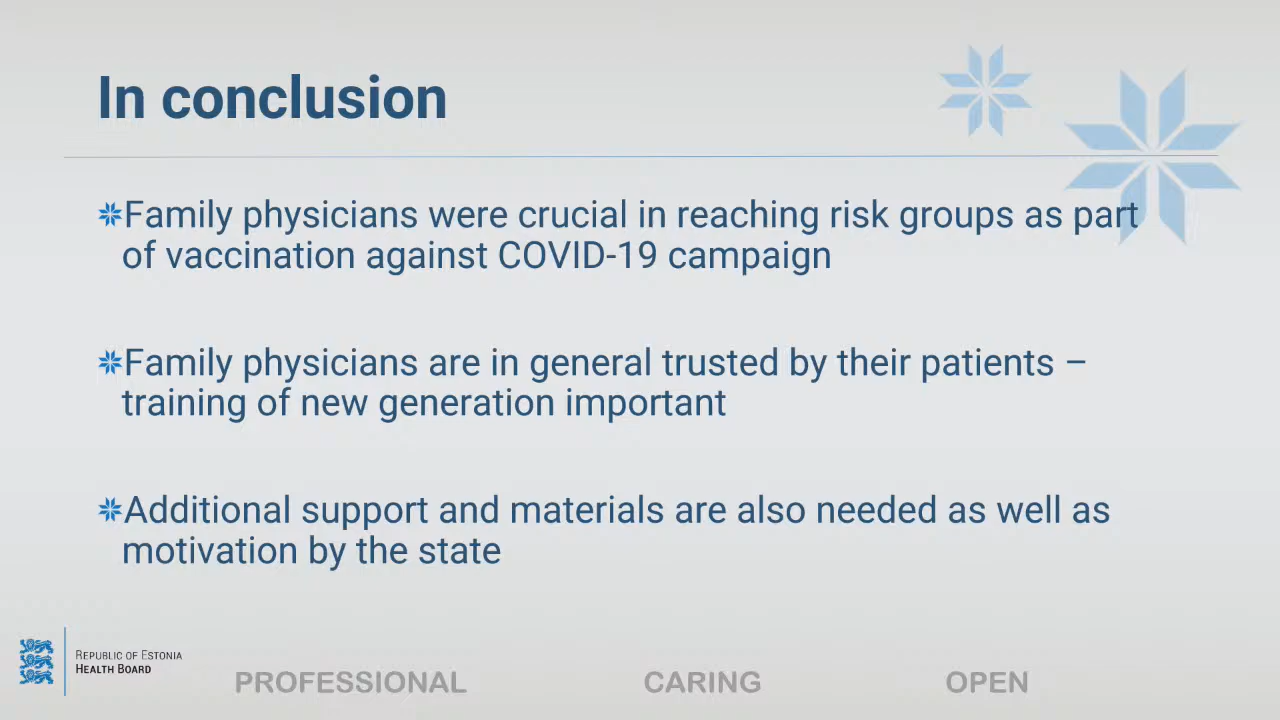 In conclusion
Family physicians were crucial in reaching risk groups as part
of vaccination against COVID-19 campaign
Family physicians are in general trusted by their patients –
training of new generation important
Additional support and materials are also needed as well as
motivation by the state
REPUBLIC OF ESTONIA
HEALTH BOARD
PROFESSIONAL CARING OPEN